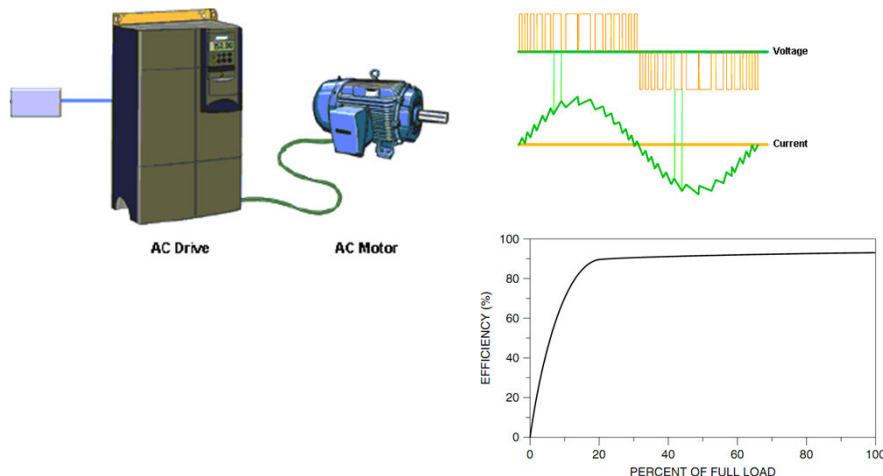 AC Drive
AC Motor
Voltage
Current
EFFICIENCY (%)
100
80
60
40
20
0
0 20 40 60 80 100
PERCENT OF FULL LOAD